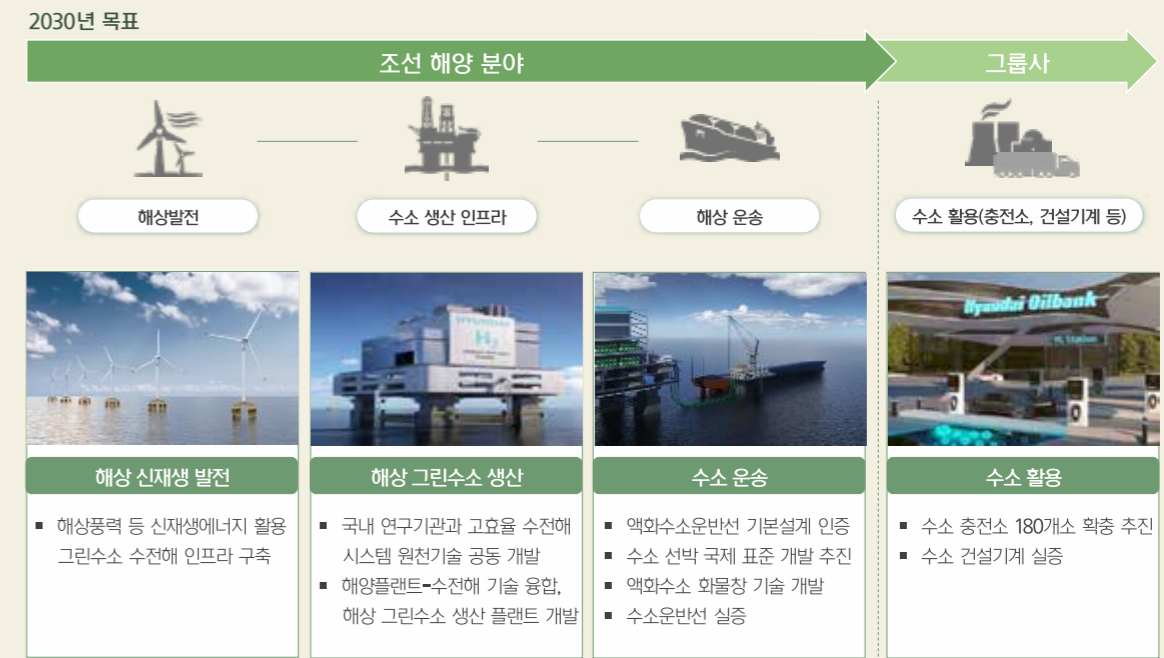 2030년 목표
조선 해양 분야
그룹사
해상발전
수소 생산 인프라
해상 운송
수소 활용(충전소, 건설기계 등)
HYUNDAI
H₂
Hyundai Oilbank
H₂ Station
해상 신재생 발전
▪ 해상풍력 등 신재생에너지 활용
그린수소 수전해 인프라 구축
해상 그린수소 생산
▪ 국내 연구기관과 고효율 수전해
시스템 원천기술 공동 개발
▪ 해양플랜트-수전해 기술 융합,
해상 그린수소 생산 플랜트 개발
수소 운송
▪ 액화수소운반선 기본설계 인증
▪ 수소 선박 국제 표준 개발 추진
▪ 액화수소 화물창 기술 개발
▪ 수소운반선 실증
수소 활용
▪ 수소 충전소 180개소 확충 추진
▪ 수소 건설기계 실증